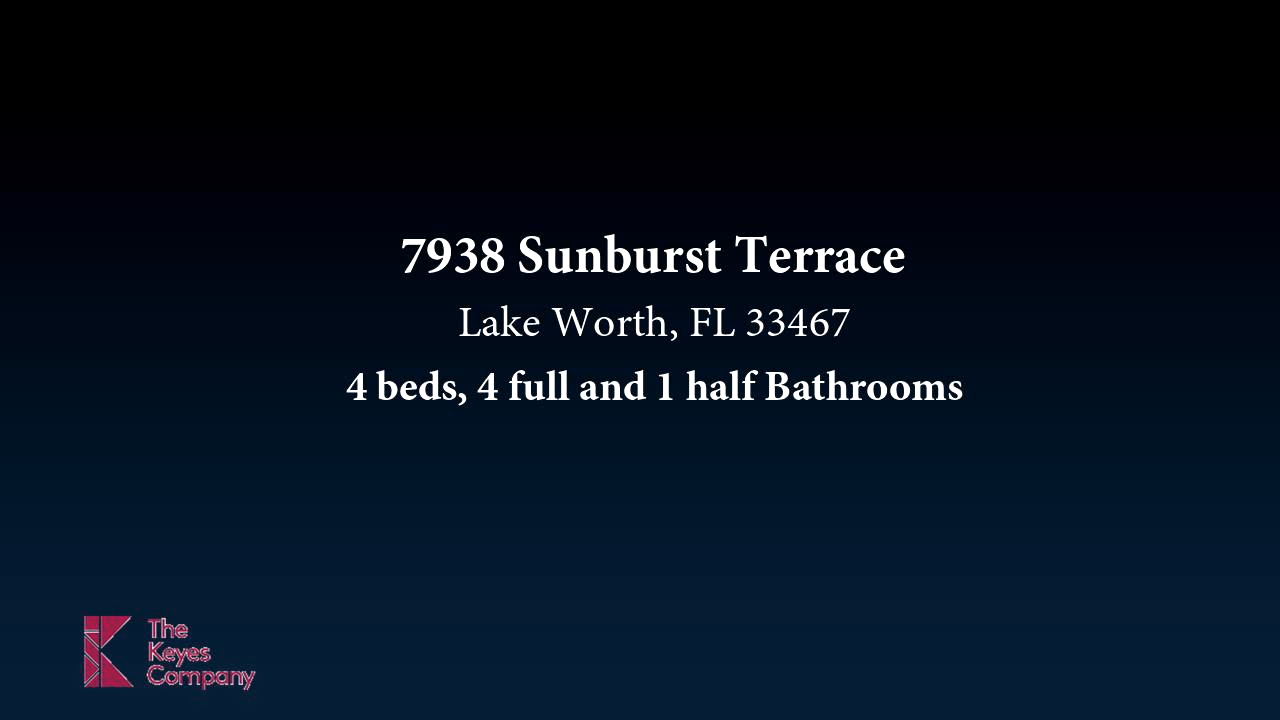 7938 Sunburst Terrace
Lake Worth, FL 33467
4 beds, 4 full and 1 half Bathrooms
The
Keyes
Company